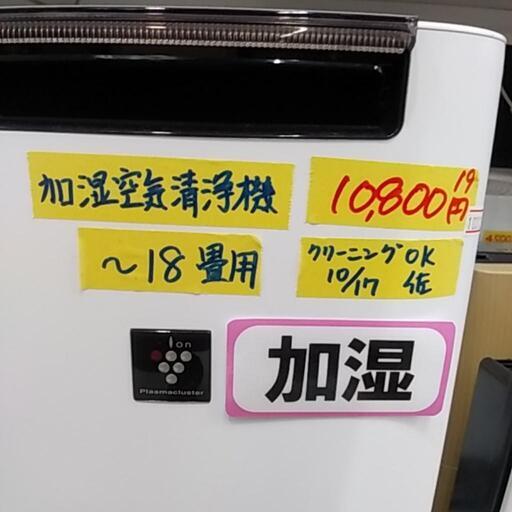 加湿空気清浄機
10,800円
19
~18畳用
クリーニングOK
10/17 佐
Ion
Plasmacluster
加湿